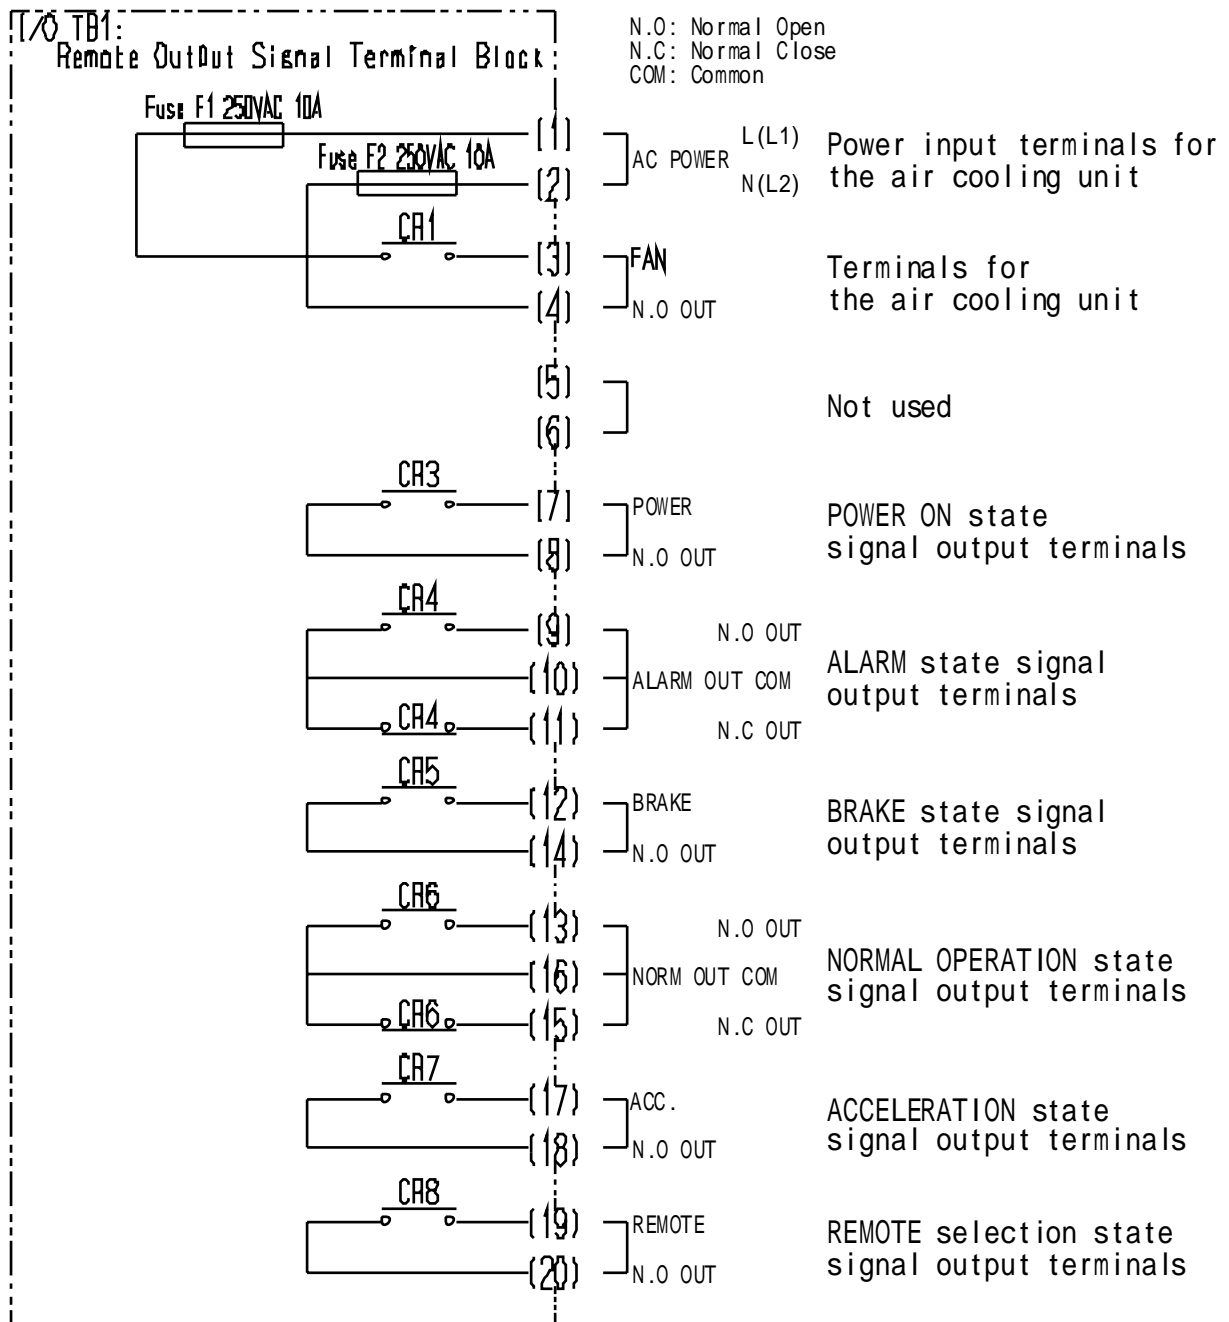 I/O TB1:
Remote OutOut Signal Terminal Block
N.O: Normal Open
N.C: Normal Close
COM: Common
Fuse F1 250VAC 10A
(1)
L(L1)
Power input terminals for
Fuse F2 250VAC 10A
AC POWER
(2)
N(L2)
the air cooling unit
CR1
(3)
FAN
Terminals for
(4)
N.O OUT
the air cooling unit
(5)
Not used
(6)
CR3
(7)
POWER
POWER ON state
(8)
N.O OUT
signal output terminals
CR4
(9)
N.O OUT
ALARM state signal
(10)
ALARM OUT COM
output terminals
CR4
(11)
N.C OUT
CR5
(12)
BRAKE
BRAKE state signal
(14)
N.O OUT
output terminals
CR6
(13)
N.O OUT
NORMAL OPERATION state
(16)
NORM OUT COM
signal output terminals
CR6
(15)
N.C OUT
CR7
(17)
ACC.
ACCELERATION state
(18)
N.O OUT
signal output terminals
CR8
(19)
REMOTE
REMOTE selection state
(20)
N.O OUT
signal output terminals